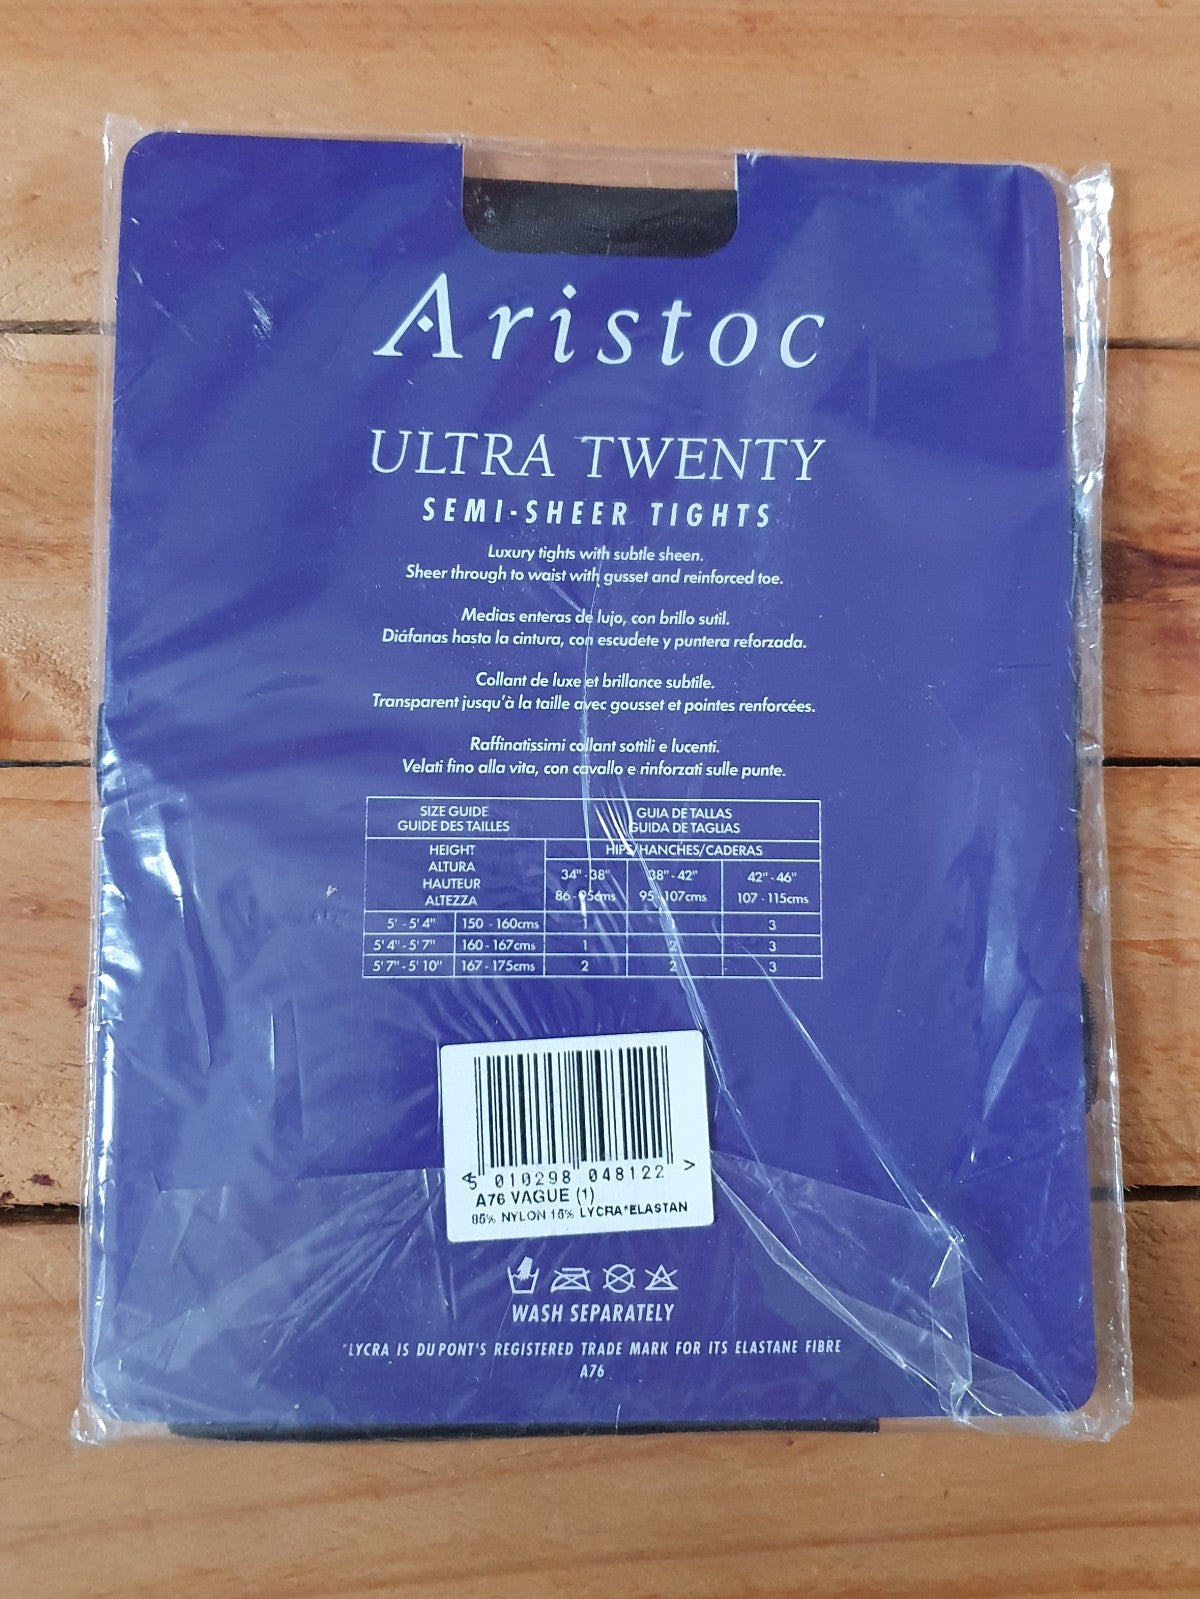 Aristoc
ULTRA TWENTY
SEMI-SHEER TIGHTS
Luxury tights with subtle sheen.
Sheer through to waist with gusset and reinforced toe.
Medias enteras de lujo, con brillo sutil.
Diáfanas hasta la cintura, con escudete y puntera reforzada.
Collant de luxe et brillance subtile.
Transparent jusqu'à la taille avec gousset et pointes renforcées.
Raffinatissimi collant sottili e lucenti.
Velati fino alla vita, con cavallo e rinforzati sulle punte.
SIZE GUIDE GUIA DE TALLAS
GUIDE DES TAILLES GUIDA DE TAGLIAS
HEIGHT HIPS/HANCHES/CADERAS
ALTURA 34" - 38" 38" - 42" 42" - 46"
HAUTEUR 86 - 95cms 95 - 107cms 107 - 115cms
ALTEZZA
5' - 5' 4" 150 - 160cms 1 3
5' 4" - 5' 7" 160 - 167cms 1 2 3
5' 7" - 5' 10" 167 - 175cms 2 2 3
5 010298 048122 >
A76 VAGUE (1)
85% NYLON 15% LYCRA*ELASTAN
WASH SEPARATELY
*LYCRA IS DU PONT'S REGISTERED TRADE MARK FOR ITS ELASTANE FIBRE
A76